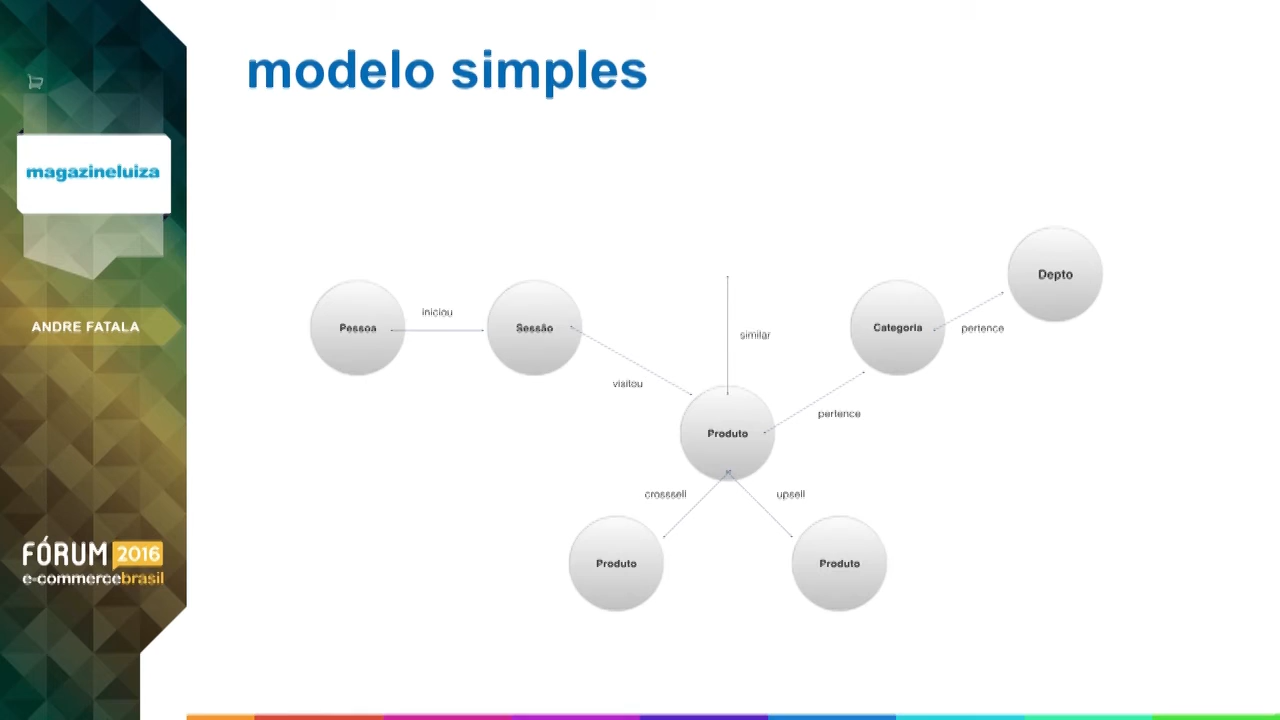 modelo simples
magazineluiza
ANDRE FATALA
FÓRUM 2016
e-commercebrasil
Depto
Pessoa
iniciou
Sessão
similar
Categoria
pertence
visitou
pertence
Produto
crosssell
upsell
Produto
Produto